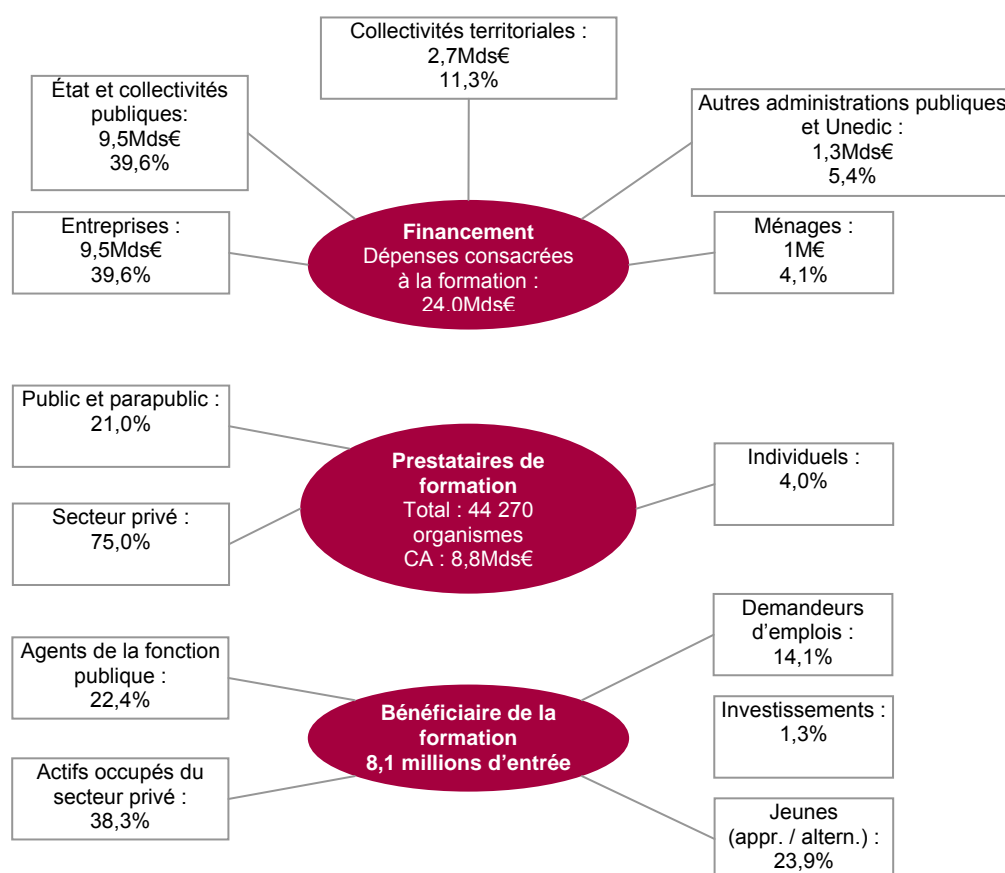 Collectivités territoriales :
2,7Mds€
11,3%
État et collectivités
publiques:
9,5Mds€
39,6%
Autres administrations publiques
et Unedic :
1,3Mds€
5,4%
Entreprises :
9,5Mds€
39,6%
Financement
Dépenses consacrées
à la formation :
24,0Mds€
Ménages :
1M€
4,1%
Public et parapublic :
21,0%
Secteur privé :
75,0%
Prestataires de
formation
Total : 44 270
organismes
CA : 8,8Mds€
Individuels :
4,0%
Agents de la fonction
publique :
22,4%
Actifs occupés du
secteur privé :
38,3%
Bénéficiaire de la
formation
8,1 millions d'entrée
Demandeurs
d'emplois :
14,1%
Investissements :
1,3%
Jeunes
(appr. / altern.) :
23,9%